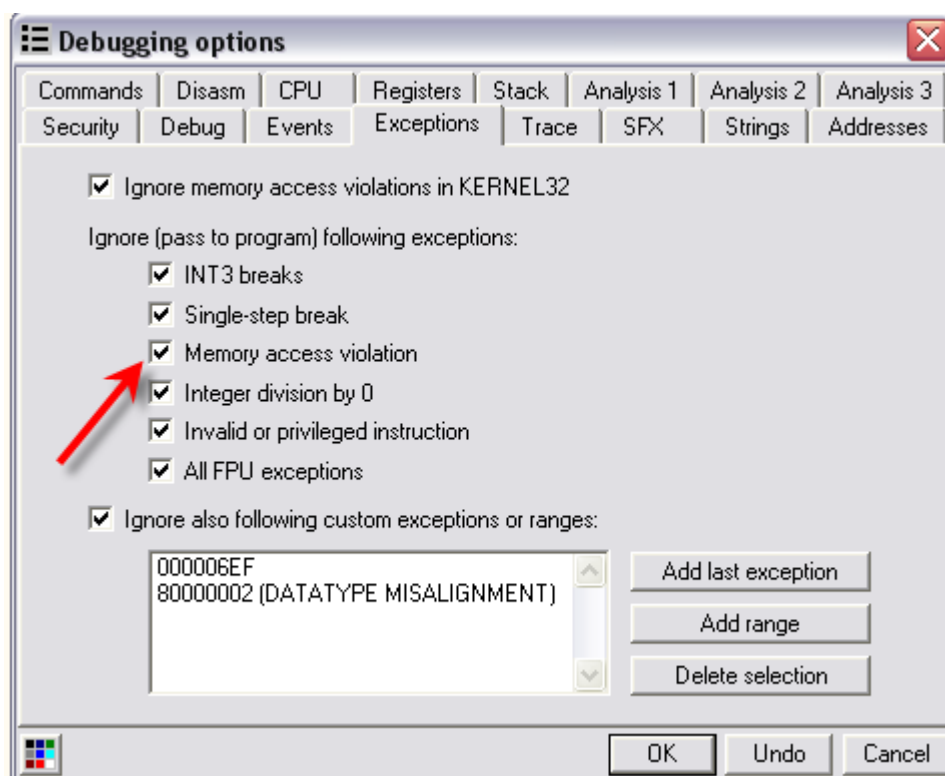 Debugging options
Commands Disasm CPU Registers Stack Analysis 1 Analysis 2 Analysis 3
Security Debug Events Exceptions Trace SFX Strings Addresses
Ignore memory access violations in KERNEL32
Ignore (pass to program) following exceptions:
INT3 breaks
Single-step break
Memory access violation
Integer division by 0
Invalid or privileged instruction
All FPU exceptions
Ignore also following custom exceptions or ranges:
000006EF
80000002 (DATATYPE MISALIGNMENT)
Add last exception
Add range
Delete selection
OK Undo Cancel